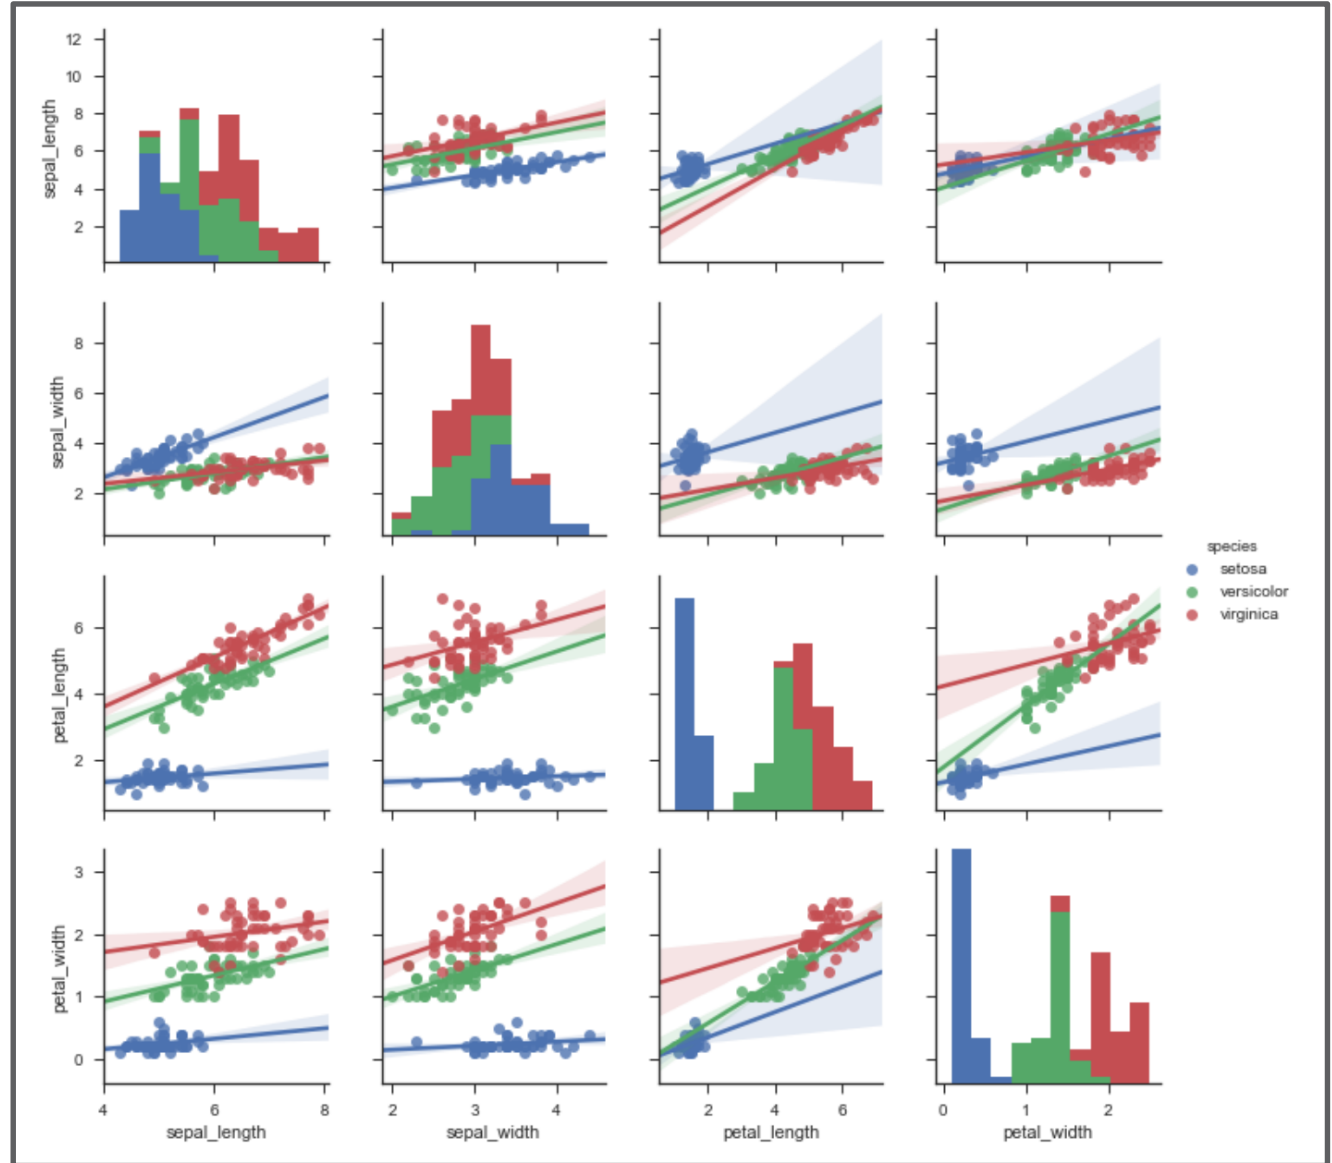 12
10
8
6
4
2
sepal_length
8
6
4
2
sepal_width
species
setosa
versicolor
virginica
6
4
2
petal_length
3
2
1
0
petal_width
4 6 8 2 3 4 2 4 6 0 1 2
sepal_length sepal_width petal_length petal_width